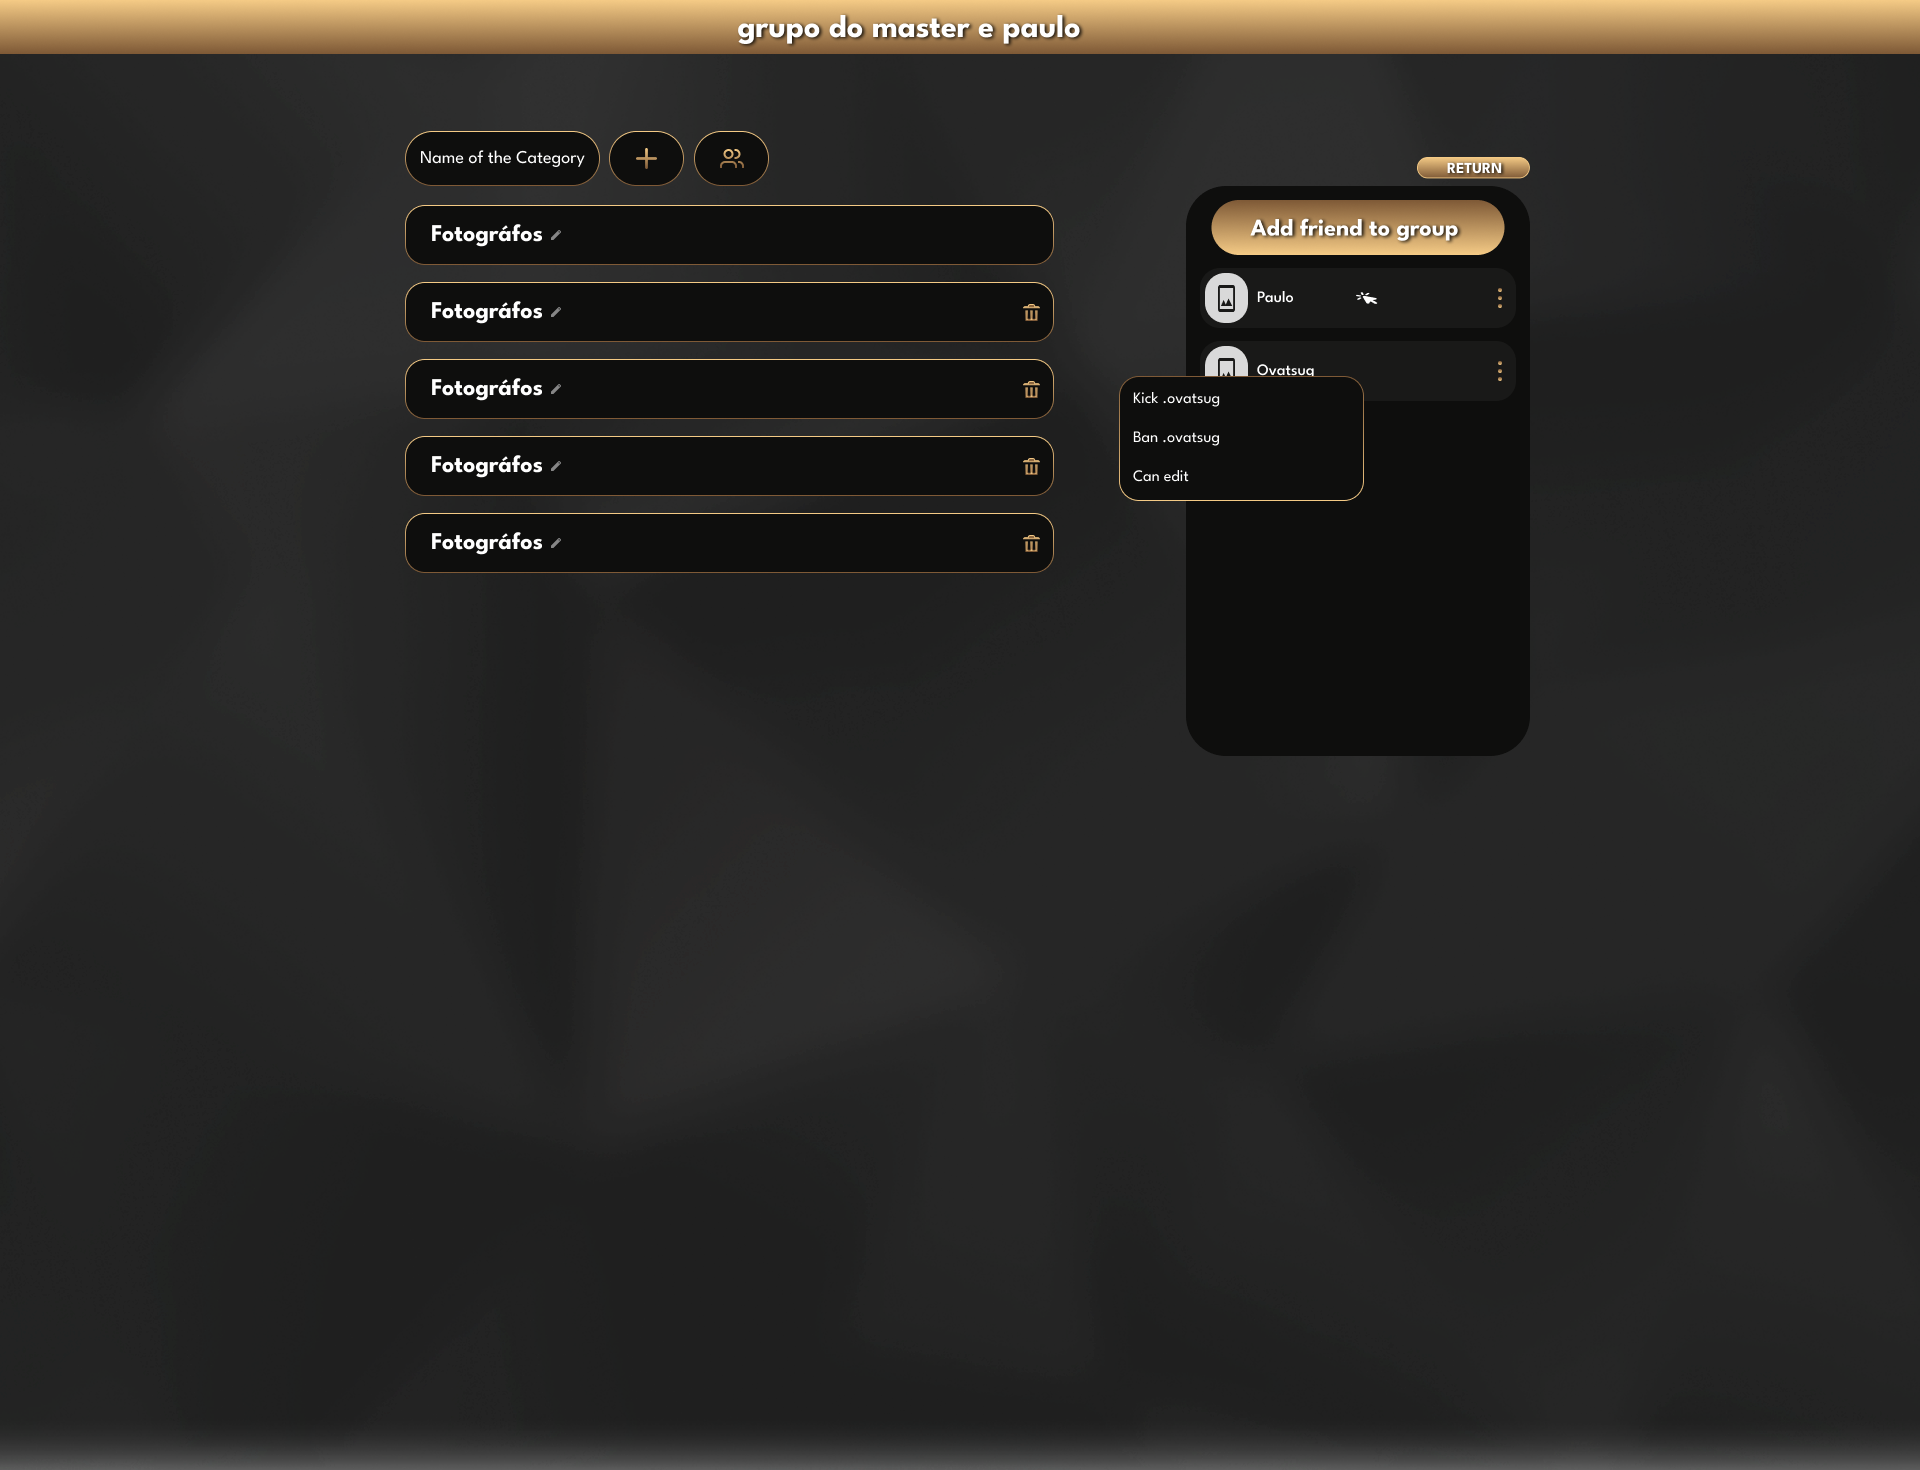 grupo do master e paulo
Name of the Category
RETURN
Fotográfos
Fotográfos
Fotográfos
Fotográfos
Fotográfos
Add friend to group
Paulo
Ovatsug
Kick .ovatsug
Ban .ovatsug
Can edit